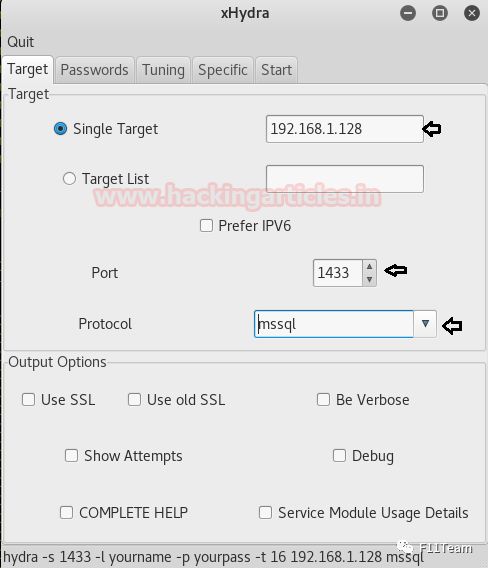 xHydra
Quit
Target Passwords Tuning Specific Start
Target
Single Target 192.168.1.128
Target List
www.hackingarticles.in
Prefer IPV6
Port 1433
Protocol mssql
Output Options
Use SSL Use old SSL Be Verbose
Show Attempts Debug
COMPLETE HELP Service Module Usage Details
F11Team
hydra -s 1433 -l yourname -p yourpass -t 16 192.168.1.128 mssql